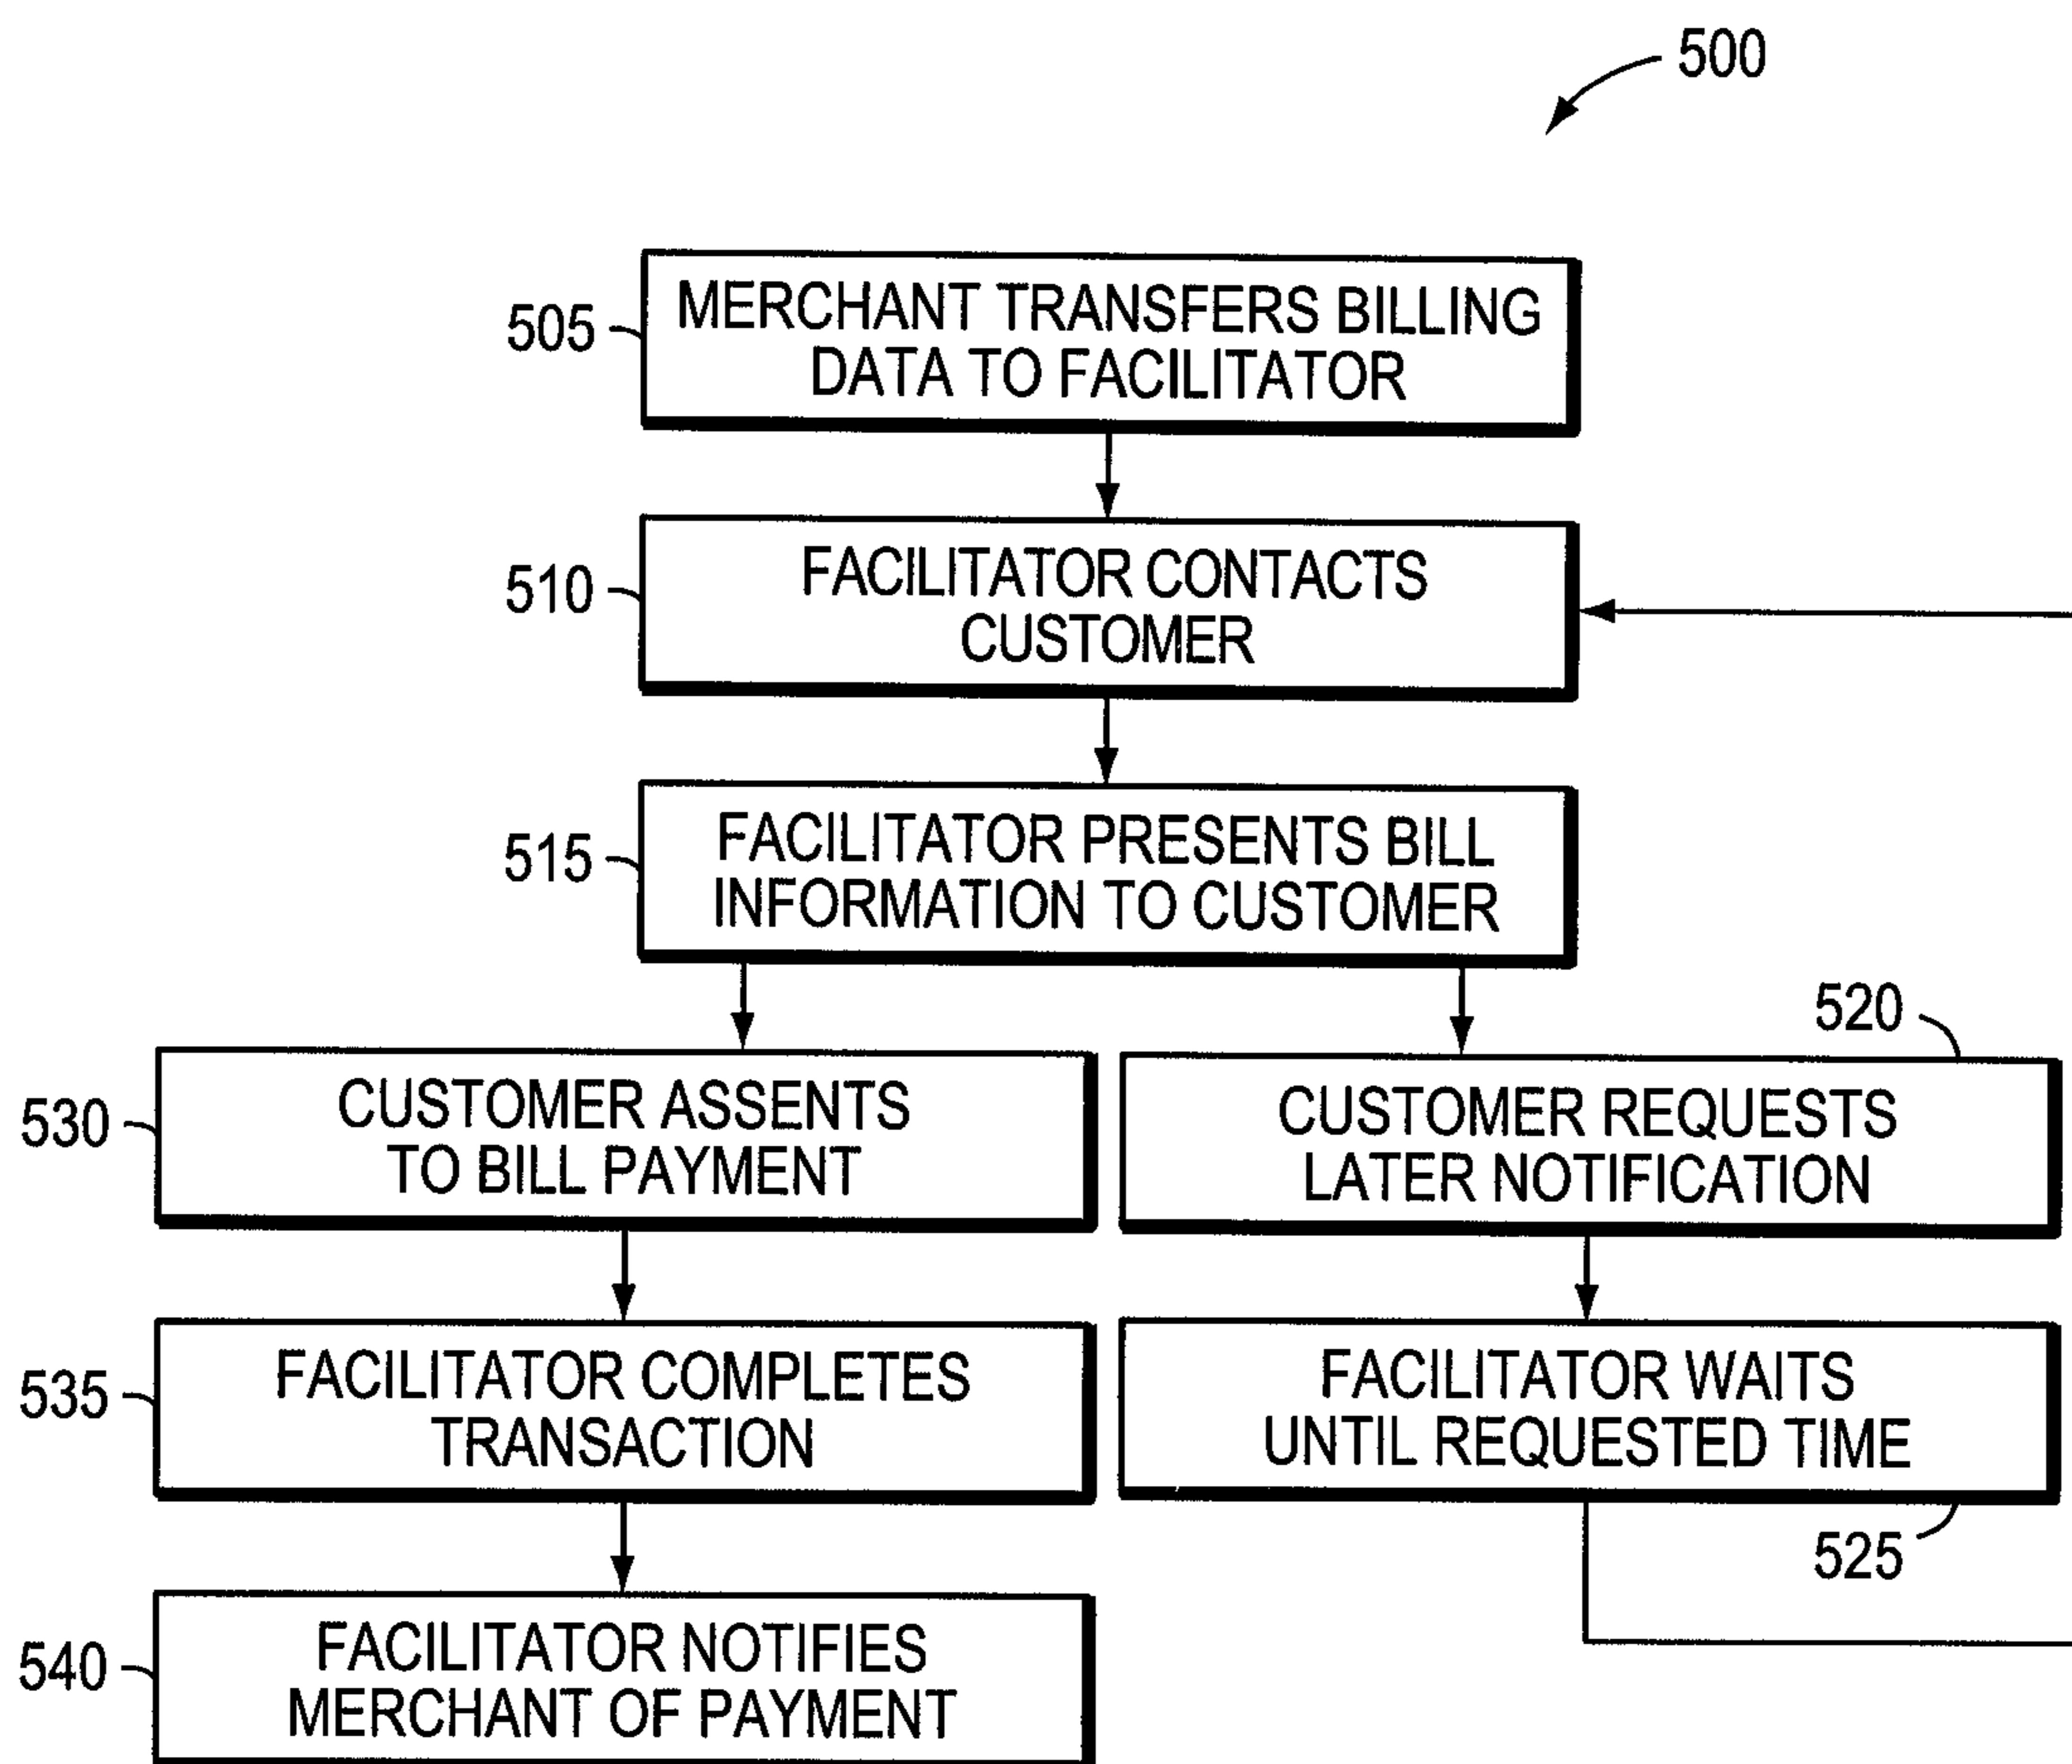 500
505
MERCHANT TRANSFERS BILLING
DATA TO FACILITATOR
510
FACILITATOR CONTACTS
CUSTOMER
515
FACILITATOR PRESENTS BILL
INFORMATION TO CUSTOMER
530
CUSTOMER ASSENTS
TO BILL PAYMENT
520
CUSTOMER REQUESTS
LATER NOTIFICATION
535
FACILITATOR COMPLETES
TRANSACTION
FACILITATOR WAITS
UNTIL REQUESTED TIME
525
540
FACILITATOR NOTIFIES
MERCHANT OF PAYMENT